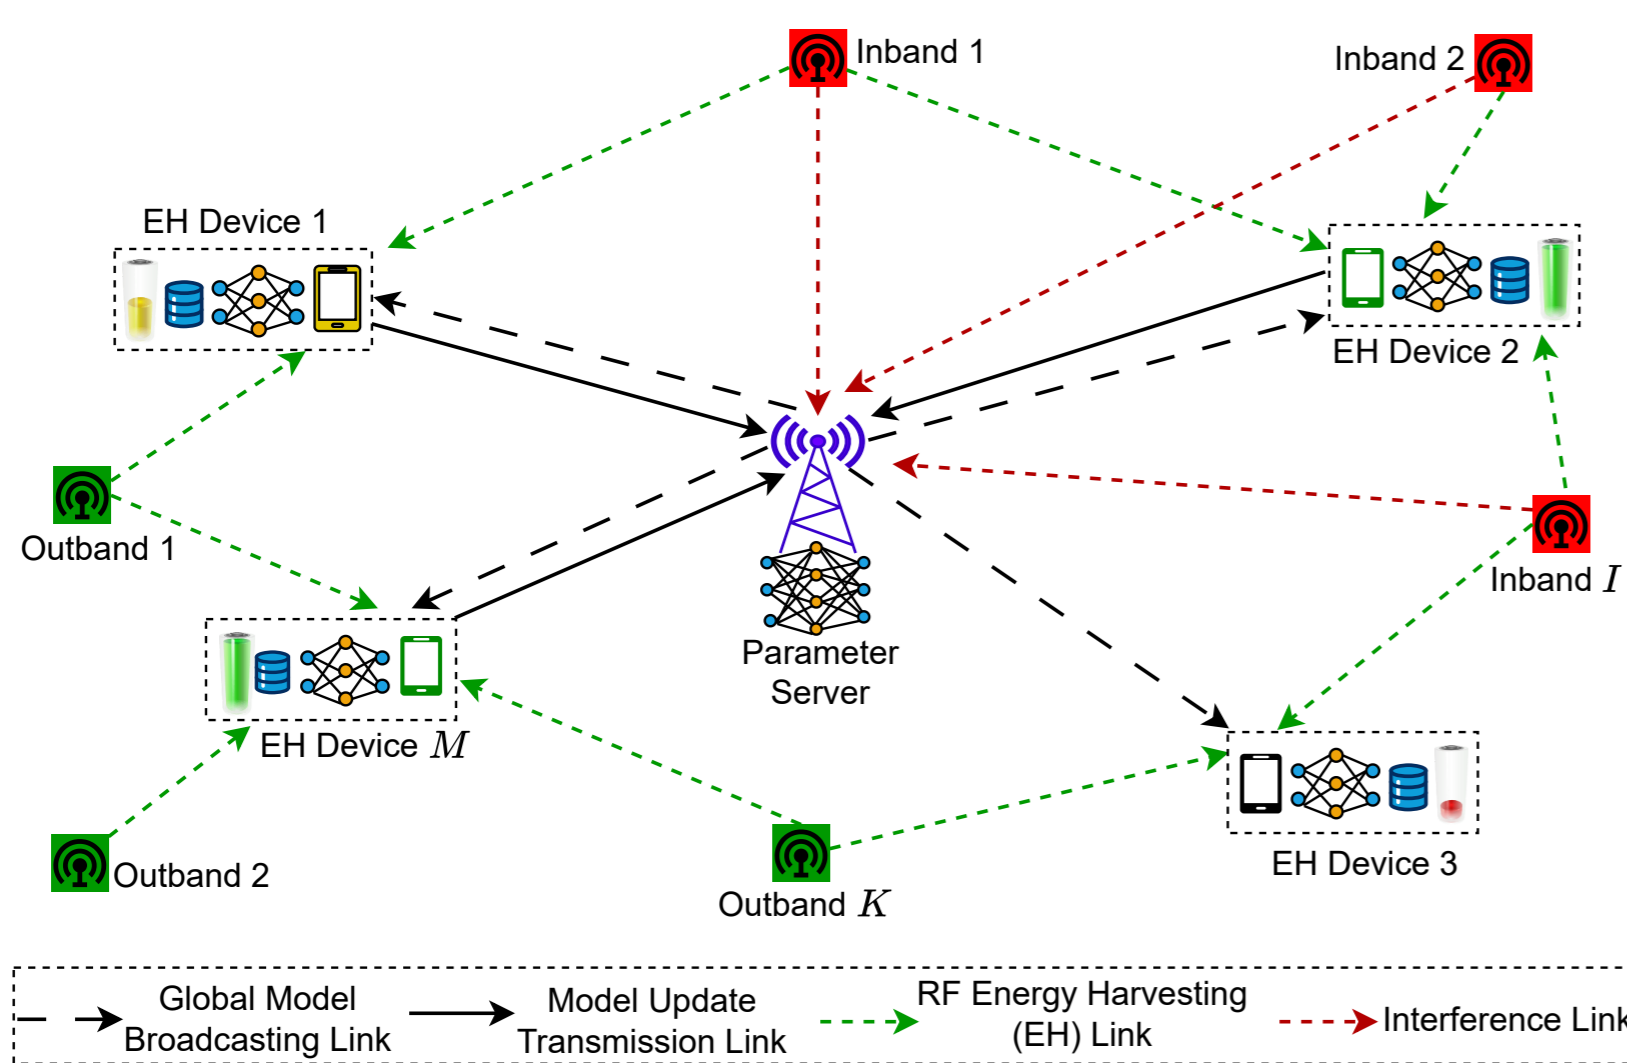 Inband 1
Inband 2
EH Device 1
EH Device 2
Outband 1
Inband I
Parameter
Server
EH Device M
EH Device 3
Outband 2
Outband K
Global Model
Broadcasting Link
Model Update
Transmission Link
RF Energy Harvesting
(EH) Link
Interference Link